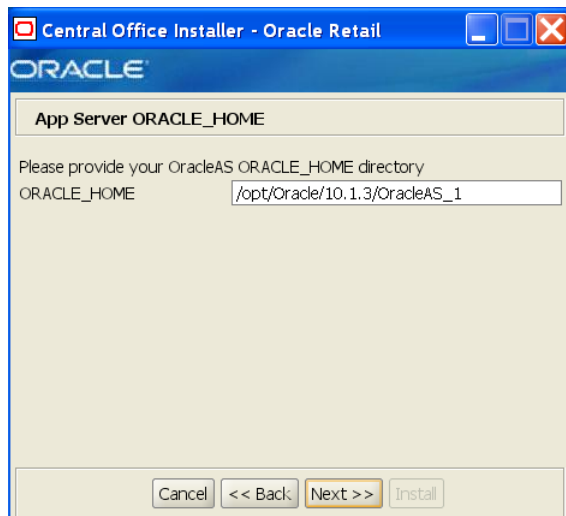 Central Office Installer - Oracle Retail
ORACLE
App Server ORACLE_HOME
Please provide your OracleAS ORACLE_HOME directory
ORACLE_HOME /opt/Oracle/10.1.3/OracleAS_1
Cancel << Back Next >> Install